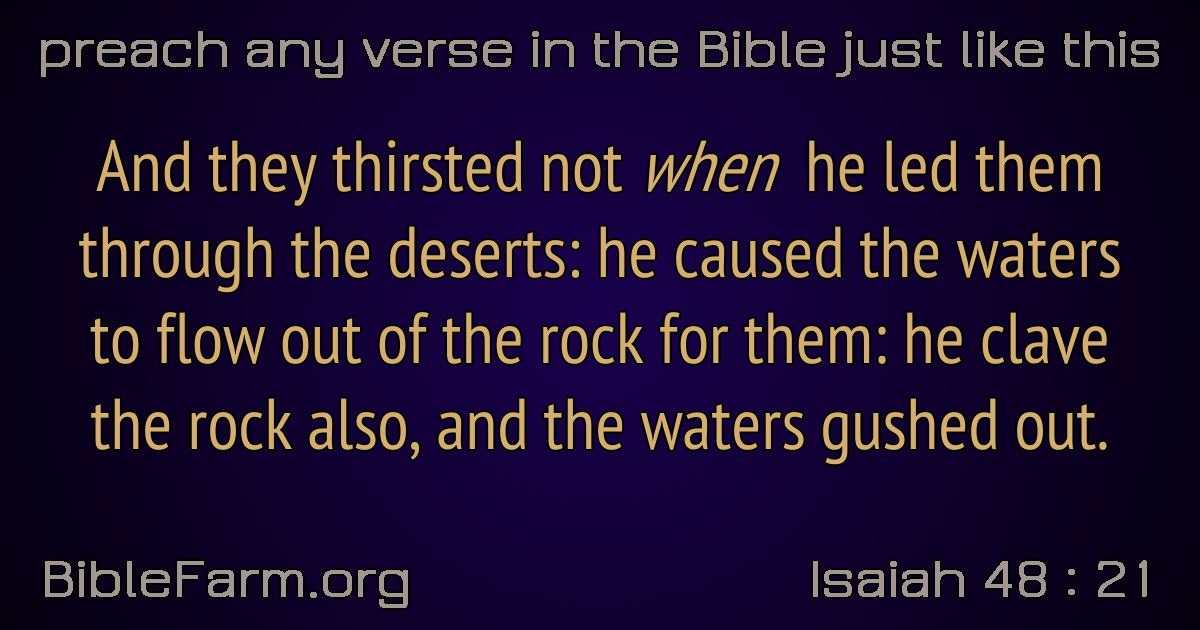 preach any verse in the Bible just like this
And they thirsted not when he led them
through the deserts: he caused the waters
to flow out of the rock for them: he clave
the rock also, and the waters gushed out.
BibleFarm.org
Isaiah 48 : 21